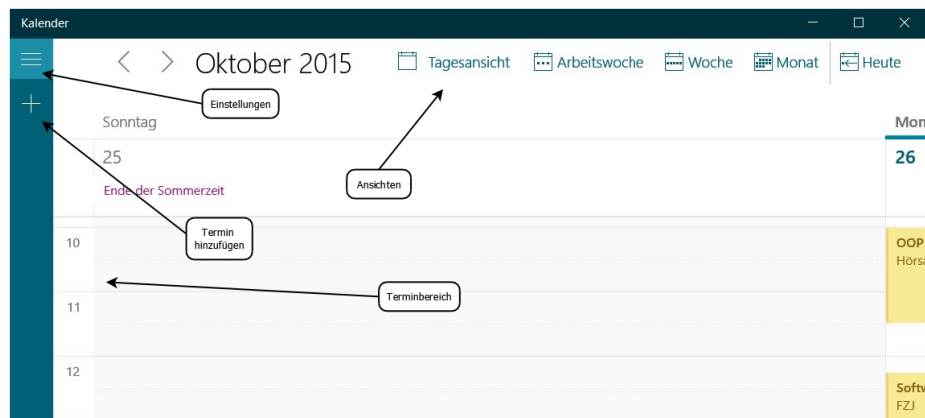 Kalender
Oktober 2015
Tagesansicht
Arbeitswoche
Woche
Monat
Heute
Einstellungen
Sonntag
Mon
25
26
Ansichten
Ende der Sommerzeit
Termin
hinzufügen
10
OOP
Hörsa
Terminbereich
11
12
Softw
FZJ